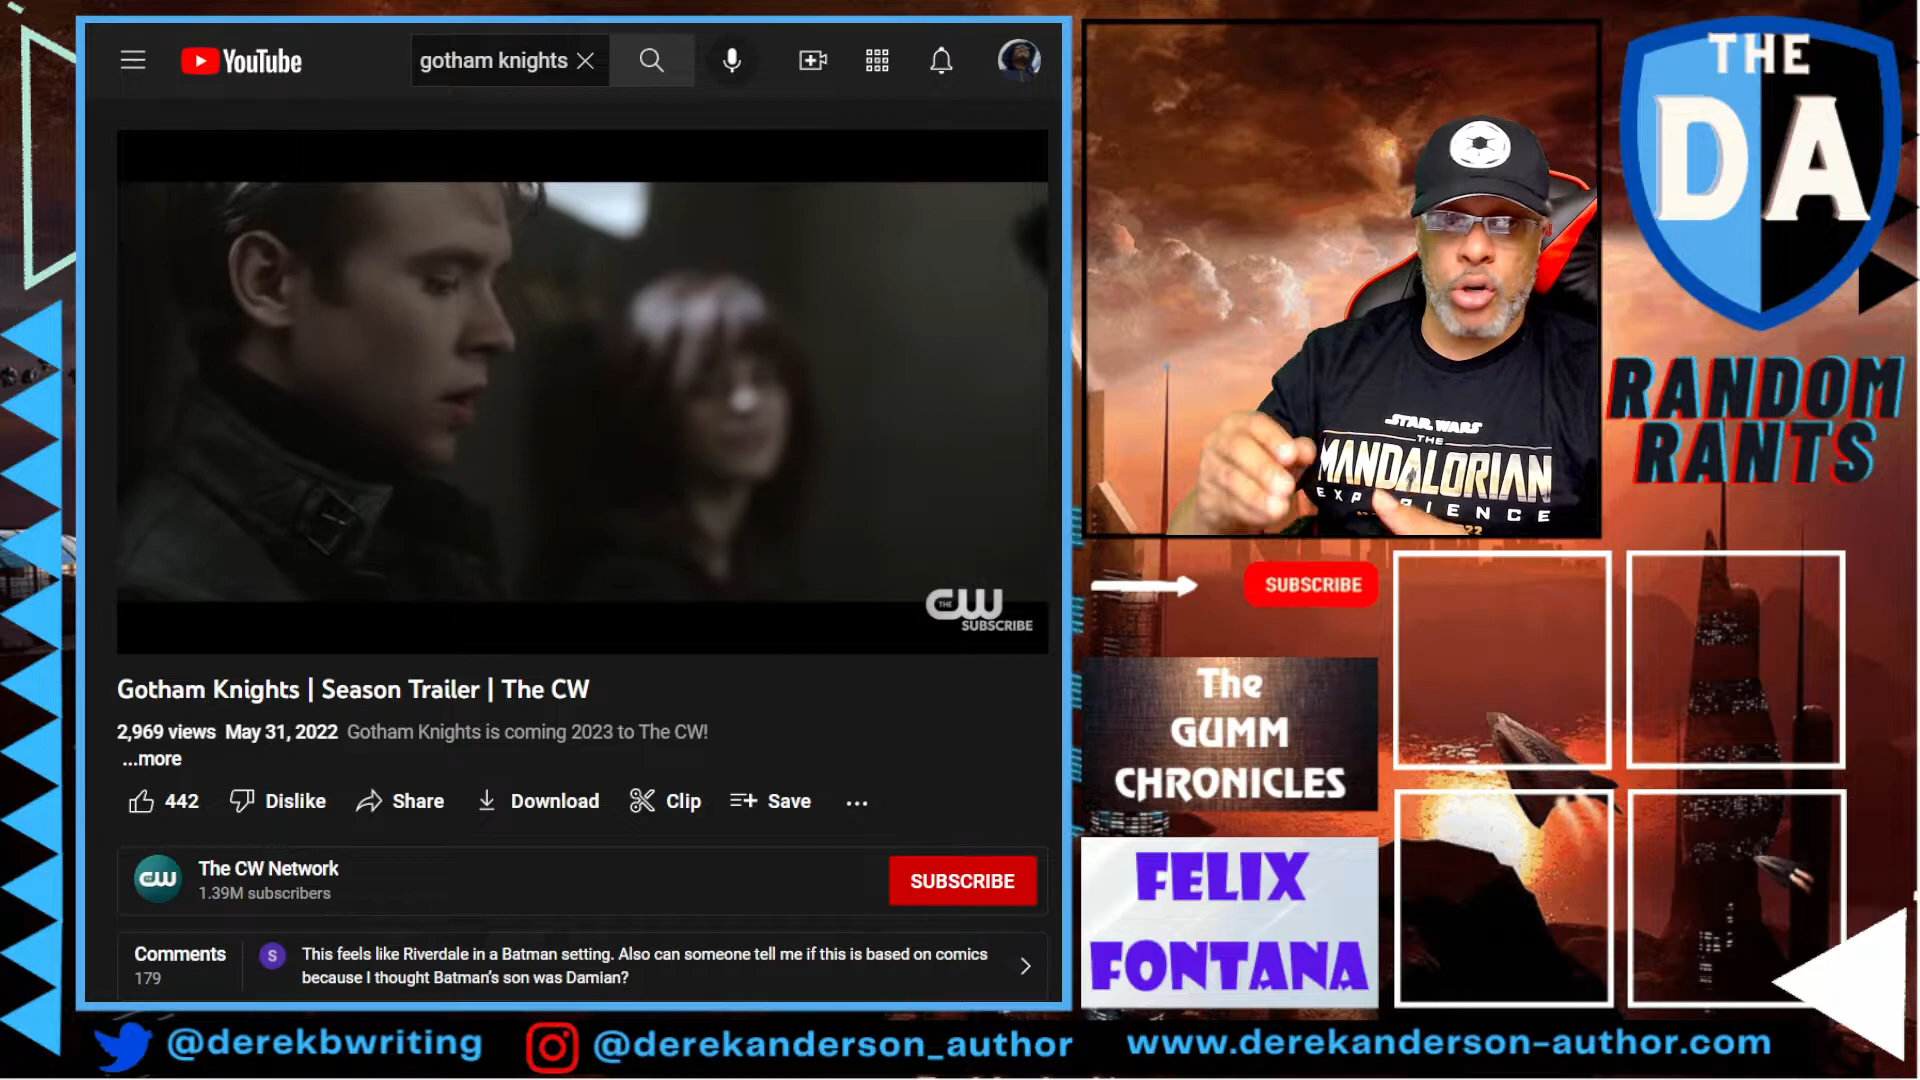 YouTube
gotham knights
THE
CW
SUBSCRIBE
Gotham Knights | Season Trailer | The CW
2,969 views May 31, 2022 Gotham Knights is coming 2023 to The CW!
...more
442 Dislike Share Download Clip Save
CW
The CW Network
1.39M subscribers
SUBSCRIBE
Comments
179
S
This feels like Riverdale in a Batman setting. Also can someone tell me if this is based on comics
because I thought Batman's son was Damian?
STAR WARS
THE
MANDALORIAN
THE
DA
RANDOM
RANTS
SUBSCRIBE
The
GUMM
CHRONICLES
FELIX
FONTANA
@derekbwriting @derekanderson_author www.derekanderson-author.com